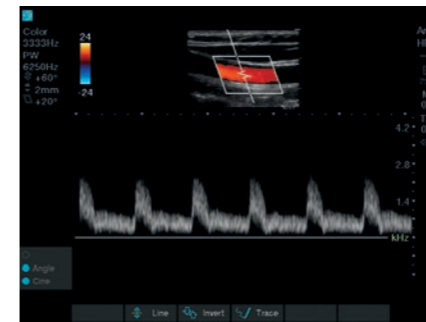 Color
3333Hz
PW
6250Hz
+60°
2mm
+20°
24
-24
4.2
2.8
1.4
kHz
Angle
Cine
Line
Invert
Trace